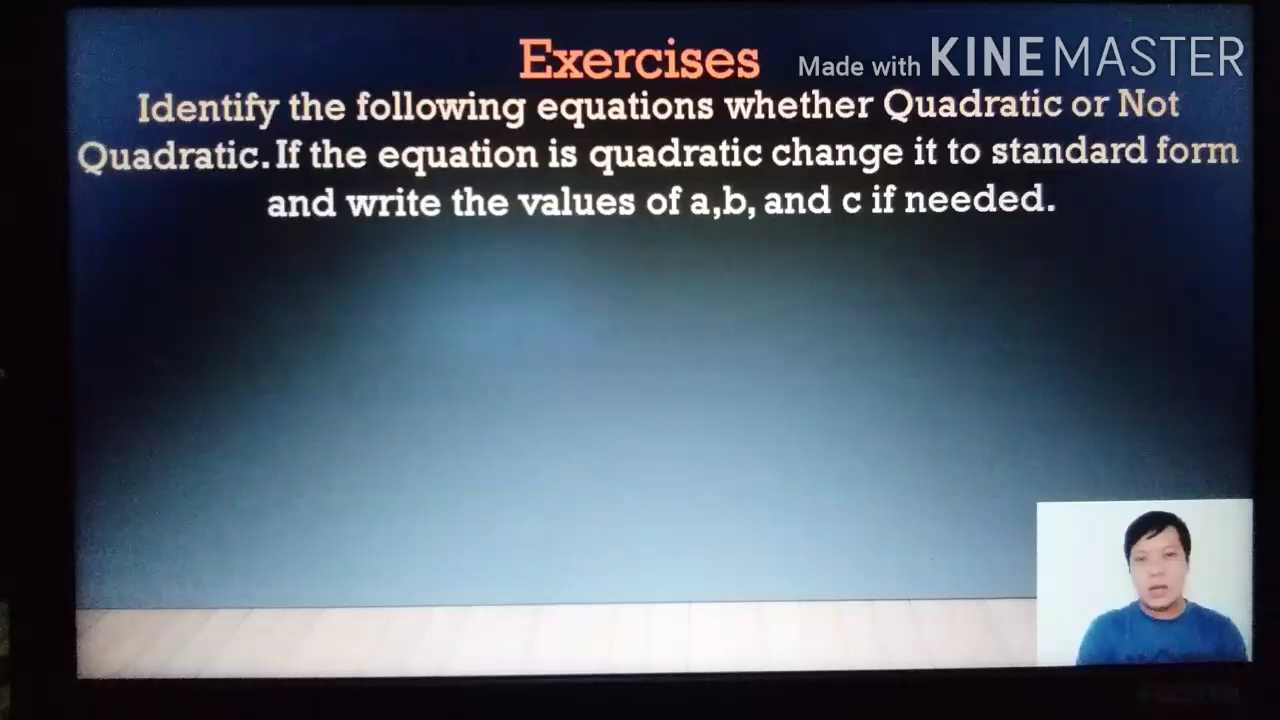 Exercises
Made with KINEMASTER
Identify the following equations whether Quadratic or Not
Quadratic. If the equation is quadratic change it to standard form
and write the values of a,b, and c if needed.